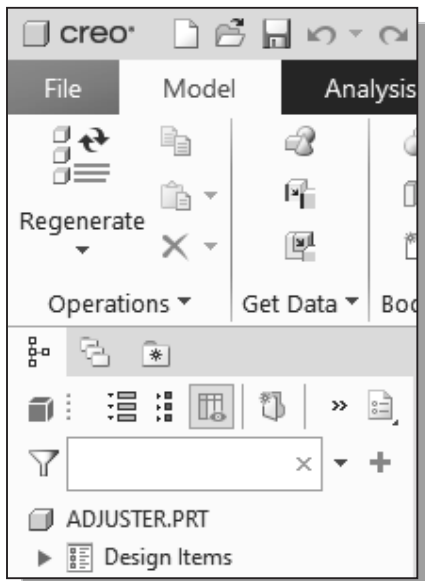 creo
File Model Analysis
Regenerate
Operations Get Data
ADJUSTER.PRT
Design Items